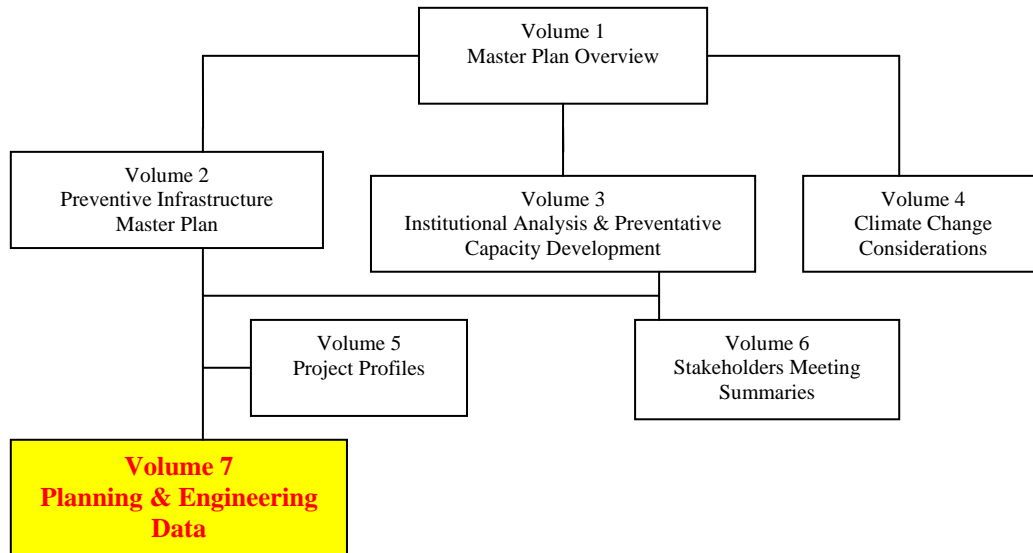 Volume 1
Master Plan Overview
Volume 2
Preventive Infrastructure
Master Plan
Volume 3
Institutional Analysis & Preventative
Capacity Development
Volume 4
Climate Change
Considerations
Volume 5
Project Profiles
Volume 6
Stakeholders Meeting
Summaries
Volume 7
Planning & Engineering
Data